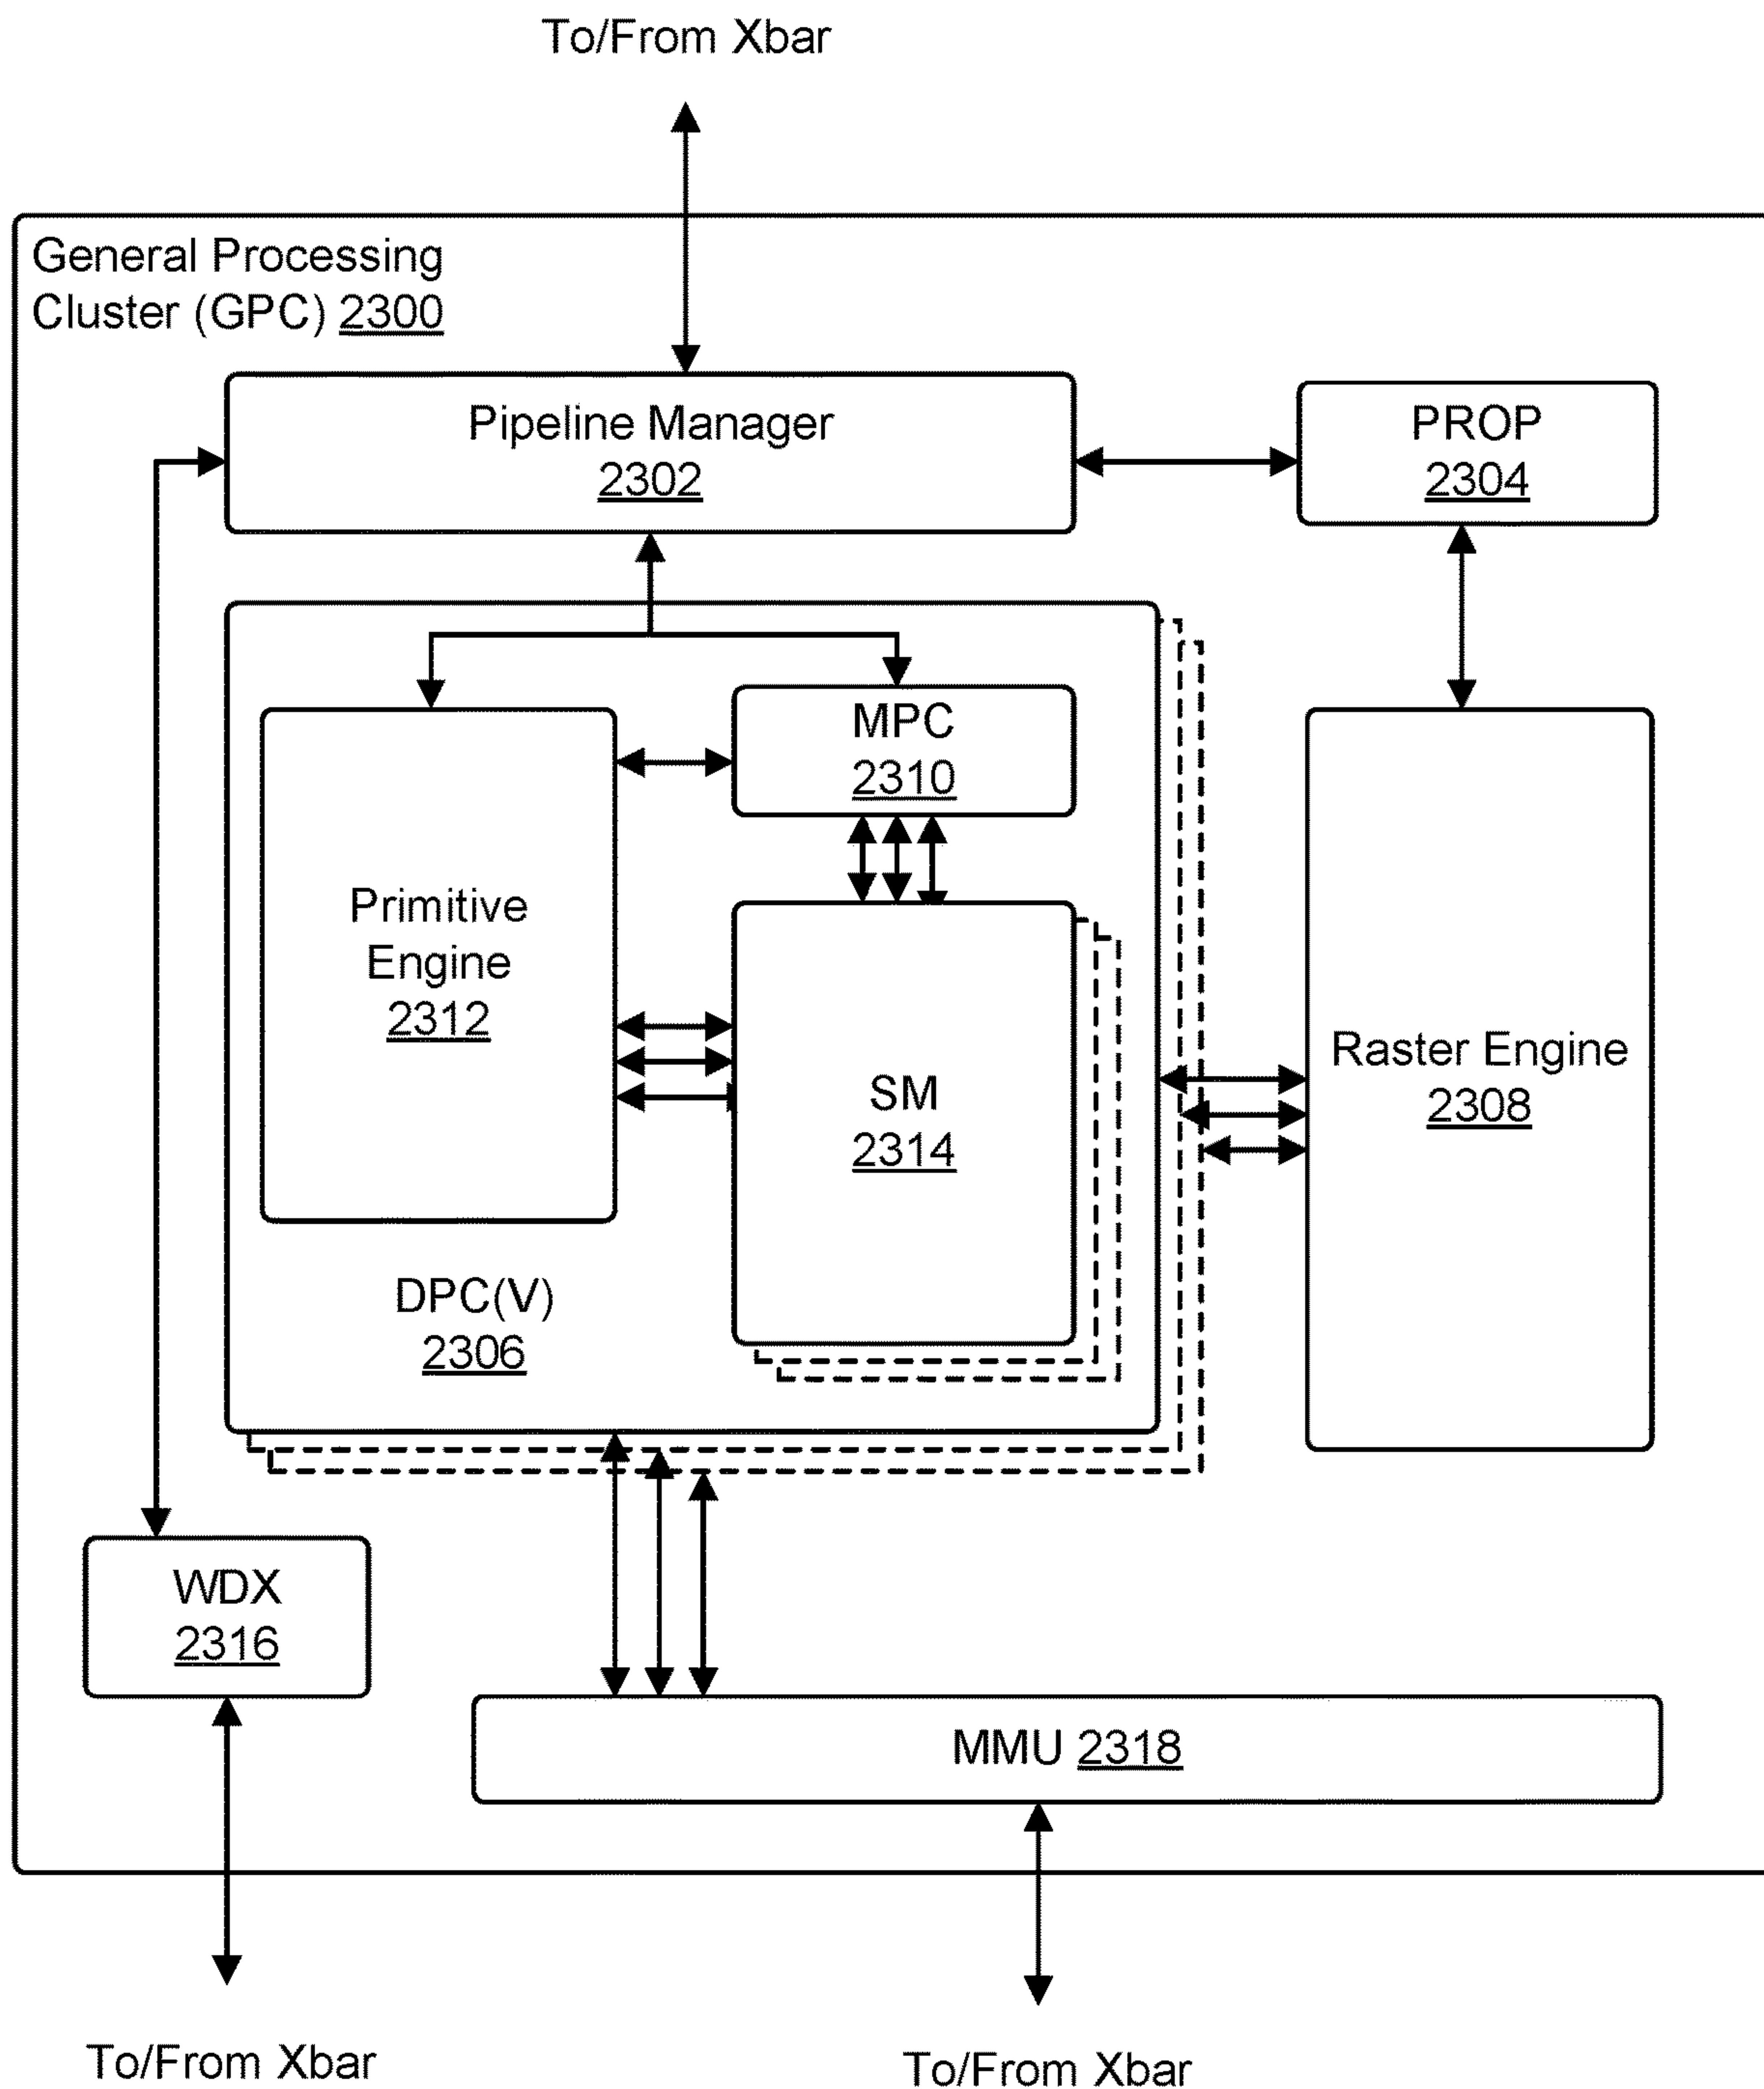 To/From Xbar
General Processing
Cluster (GPC) 2300
Pipeline Manager
2302
PROP
2304
MPC
2310
Primitive
Engine
2312
SM
2314
Raster Engine
2308
DPC(V)
2306
WDX
2316
MMU 2318
To/From Xbar
To/From Xbar